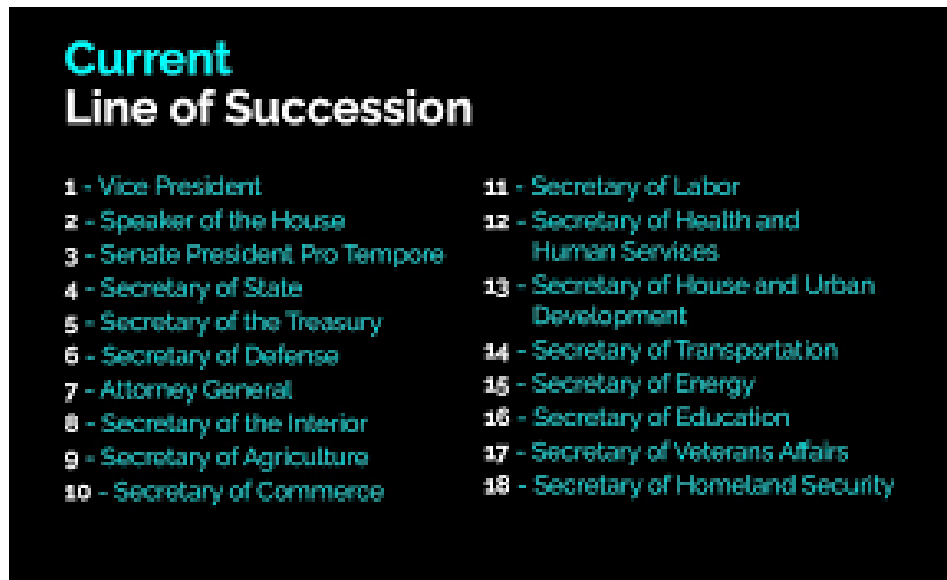 Current
Line of Succession
1 - Vice President
2 - Speaker of the House
3 - Senate President Pro Tempore
4 - Secretary of State
5 - Secretary of the Treasury
6 - Secretary of Defense
7 - Attorney General
8 - Secretary of the Interior
9 - Secretary of Agriculture
10 - Secretary of Commerce
11 - Secretary of Labor
12 - Secretary of Health and
Human Services
13 - Secretary of House and Urban
Development
14 - Secretary of Transportation
15 - Secretary of Energy
16 - Secretary of Education
17 - Secretary of Veterans Affairs
18 - Secretary of Homeland Security